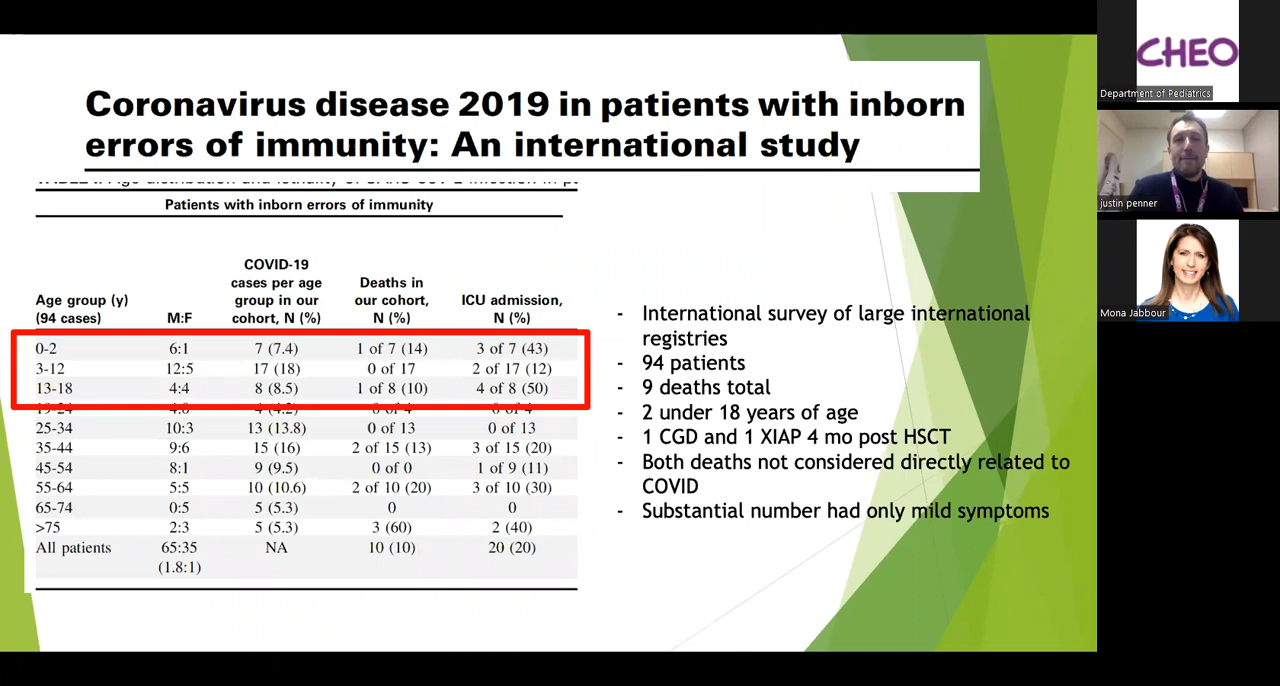 Coronavirus disease 2019 in patients with inborn
errors of immunity: An international study
Patients with inborn errors of immunity
COVID-19
cases per age
group in our
cohort, N (%)
Deaths in
our cohort,
N (%)
ICU admission,
N (%)
Age group (y)
(94 cases)
M:F
0-2 6:1 7 (7.4) 1 of 7 (14) 3 of 7 (43)
3-12 12:5 17 (18) 0 of 17 2 of 17 (12)
13-18 4:4 8 (8.5) 1 of 8 (10) 4 of 8 (50)
19-24 4:0 4 (4.2) 0 of 4 0 of 4
25-34 10:3 13 (13.8) 0 of 13 0 of 13
35-44 9:6 15 (16) 2 of 15 (13) 3 of 15 (20)
45-54 8:1 9 (9.5) 0 of 0 1 of 9 (11)
55-64 5:5 10 (10.6) 2 of 10 (20) 3 of 10 (30)
65-74 0:5 5 (5.3) 0 0
>75 2:3 5 (5.3) 3 (60) 2 (40)
All patients 65:35 NA 10 (10) 20 (20)
(1.8:1)
- International survey of large international
registries
- 94 patients
- 9 deaths total
- 2 under 18 years of age
- 1 CGD and 1 XIAP 4 mo post HSCT
- Both deaths not considered directly related to
COVID
- Substantial number had only mild symptoms
CHEO
Department of Pediatrics
justin penner
Mona Jabbour